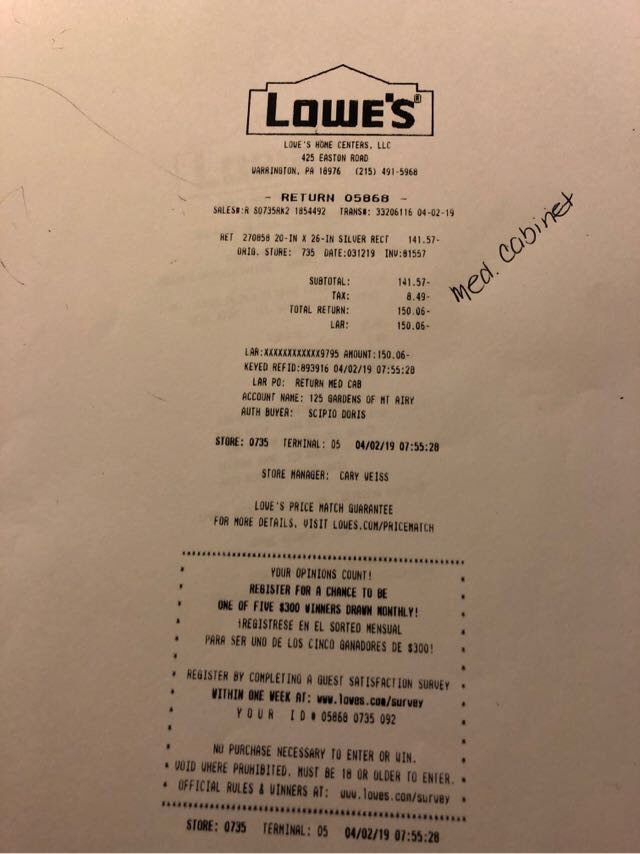 LOWE'S
LOWE'S HOME CENTERS, LLC
425 EASTON ROAD
WARRINGTON, PA 18976 (215) 491-5968
- RETURN 05868 -
SALES#:R SO735RK2 1854492 TRANS#: 33206116 04-02-19
RET 270858 20-IN X 26-IN SILVER RECT 141.57-
ORIG. STORE: 735 DATE:031219 INV:81557
SUBTOTAL: 141.57-
TAX: 8.49-
TOTAL RETURN: 150.06-
LAR: 150.06-
med. cabinet
LAR:XXXXXXXXXXXX9795 AMOUNT:150.06-
KEYED REFID:893916 04/02/19 07:55:28
LAR PO: RETURN MED CAB
ACCOUNT NAME: 125 GARDENS OF MT AIRY
AUTH BUYER: SCIPIO DORIS
STORE: 0735 TERMINAL: 05 04/02/19 07:55:28
STORE MANAGER: CARY WEISS
LOWE'S PRICE MATCH GUARANTEE
FOR MORE DETAILS, VISIT LOWES.COM/PRICEMATCH
YOUR OPINIONS COUNT!
REGISTER FOR A CHANCE TO BE
ONE OF FIVE $300 WINNERS DRAWN MONTHLY!
¡REGISTRESE EN EL SORTEO MENSUAL
PARA SER UNO DE LOS CINCO GANADORES DE $300!
REGISTER BY COMPLETING A GUEST SATISFACTION SURVEY
WITHIN ONE WEEK AT: www.lowes.com/survey
Y O U R I D # 05868 0735 092
NO PURCHASE NECESSARY TO ENTER OR WIN.
VOID WHERE PROHIBITED. MUST BE 18 OR OLDER TO ENTER.
OFFICIAL RULES & WINNERS AT: www.lowes.com/survey
STORE: 0735 TERMINAL: 05 04/02/19 07:55:28